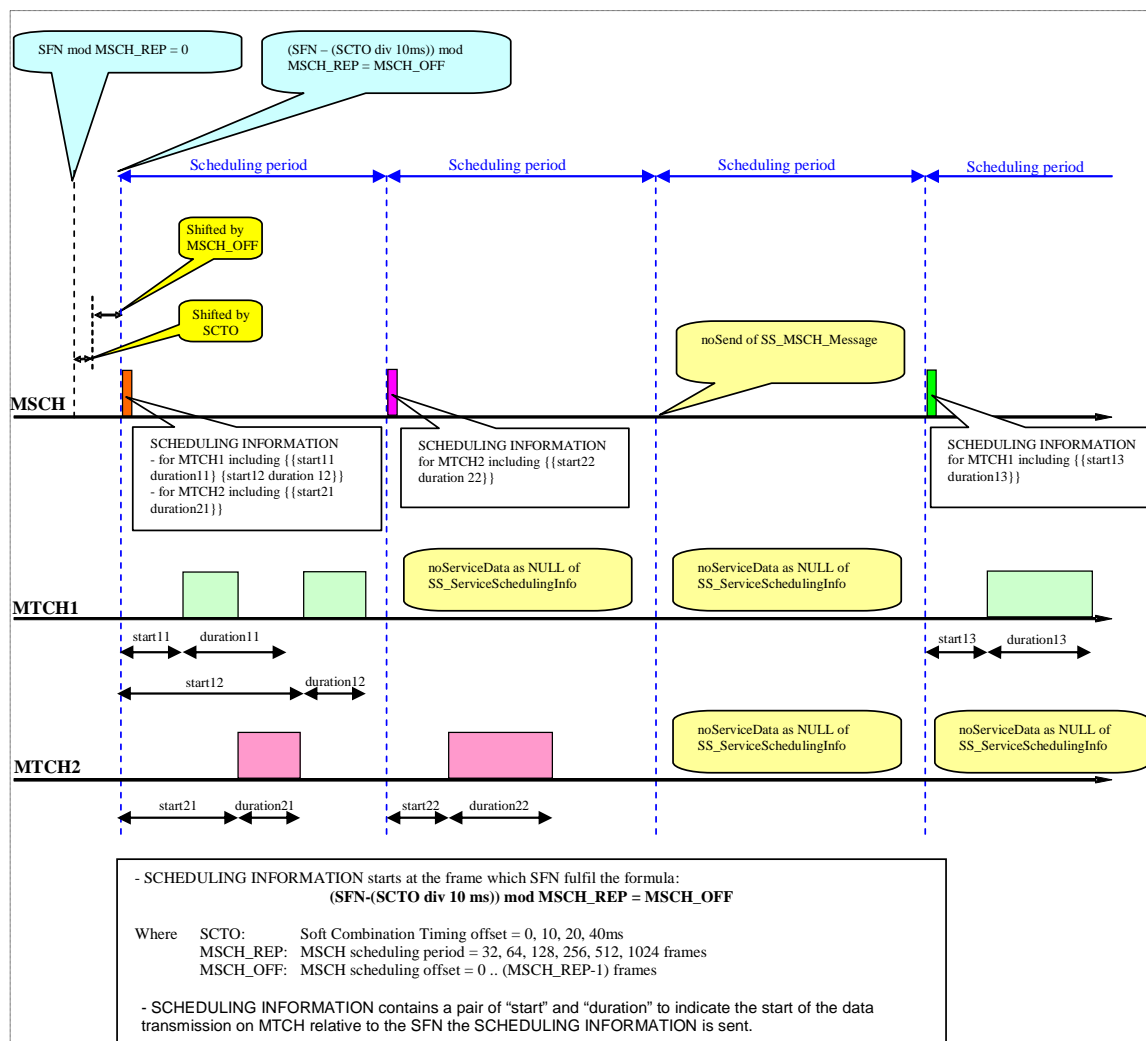 SFN mod MSCH_REP = 0
(SFN – (SCTO div 10ms)) mod
MSCH_REP = MSCH_OFF
Scheduling period
Scheduling period
Scheduling period
Scheduling period
Shifted by
MSCH_OFF
Shifted by
SCTO
noSend of SS_MSCH_Message
MSCH
SCHEDULING INFORMATION
- for MTCH1 including {{start11
duration11} {start12 duration 12}}
- for MTCH2 including {{start21
duration21}}
SCHEDULING INFORMATION
for MTCH2 including {{start22
duration 22}}
SCHEDULING INFORMATION
for MTCH1 including {{start13
duration13}}
noServiceData as NULL of
SS_ServiceSchedulingInfo
noServiceData as NULL of
SS_ServiceSchedulingInfo
MTCH1
start11
duration11
start13
duration13
start12
duration12
noServiceData as NULL of
SS_ServiceSchedulingInfo
noServiceData as NULL of
SS_ServiceSchedulingInfo
MTCH2
start21
duration21
start22
duration22
- SCHEDULING INFORMATION starts at the frame which SFN fulfil the formula:
(SFN-(SCTO div 10 ms)) mod MSCH_REP = MSCH_OFF
Where SCTO: Soft Combination Timing offset = 0, 10, 20, 40ms
MSCH_REP: MSCH scheduling period = 32, 64, 128, 256, 512, 1024 frames
MSCH_OFF: MSCH scheduling offset = 0 .. (MSCH_REP-1) frames
- SCHEDULING INFORMATION contains a pair of “start” and “duration” to indicate the start of the data
transmission on MTCH relative to the SFN the SCHEDULING INFORMATION is sent.